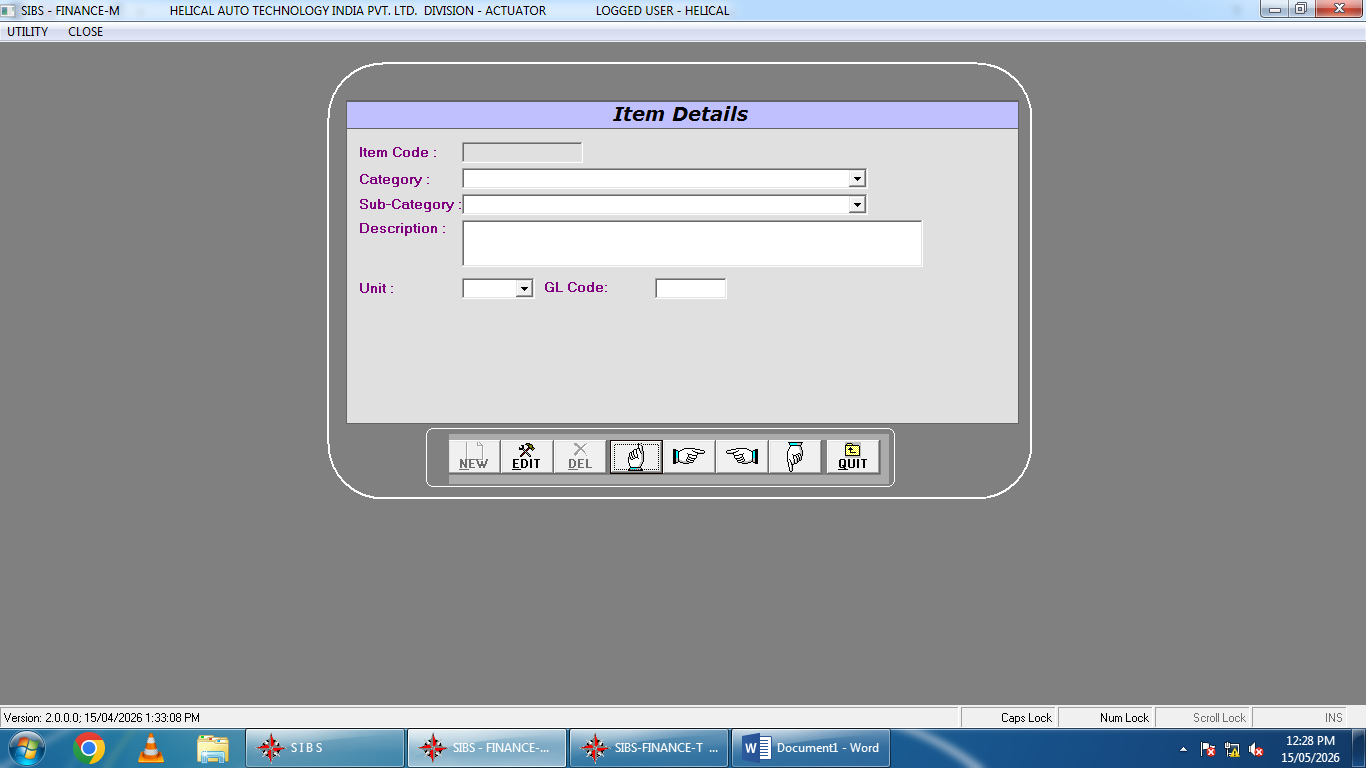 SIBS - FINANCE-M HELICAL AUTO TECHNOLOGY INDIA PVT. LTD. DIVISION - ACTUATOR LOGGED USER - HELICAL
UTILITY CLOSE
Item Details
Item Code :
Category :
Sub-Category :
Description :
Unit : GL Code:
NEW EDIT DEL QUIT
Version: 2.0.0.0; 15/04/2026 1:33:08 PM Caps Lock Num Lock Scroll Lock INS
S I B S SIBS - FINANCE-... SIBS-FINANCE-T ... Document1 - Word 12:28 PM
15/05/2026